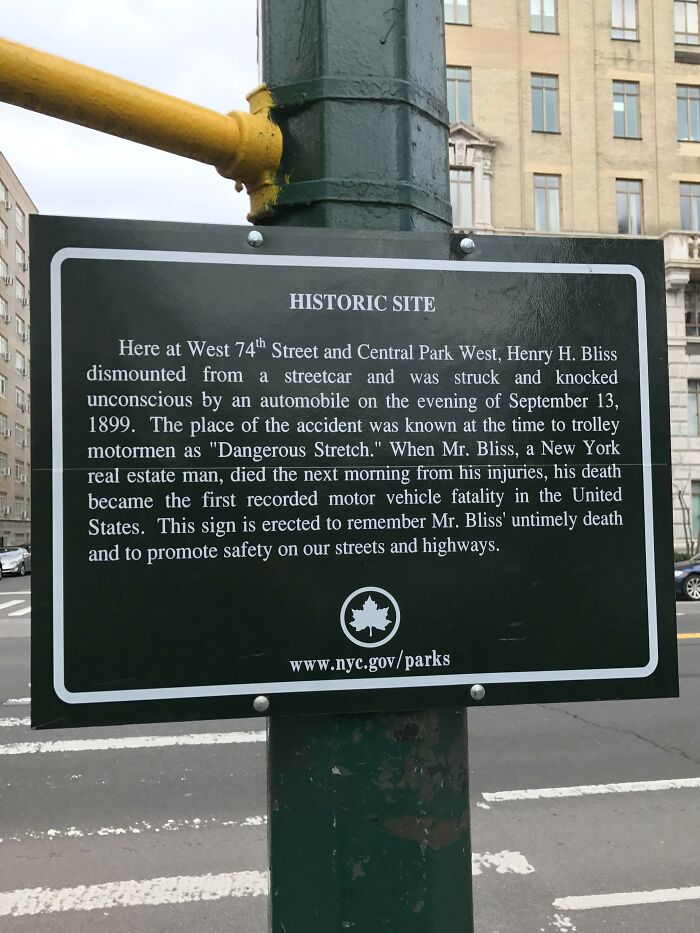 HISTORIC SITE
Here at West 74th Street and Central Park West, Henry H. Bliss
dismounted from a streetcar and was struck and knocked
unconscious by an automobile on the evening of September 13,
1899. The place of the accident was known at the time to trolley
motormen as "Dangerous Stretch." When Mr. Bliss, a New York
real estate man, died the next morning from his injuries, his death
became the first recorded motor vehicle fatality in the United
States. This sign is erected to remember Mr. Bliss' untimely death
and to promote safety on our streets and highways.
www.nyc.gov/parks